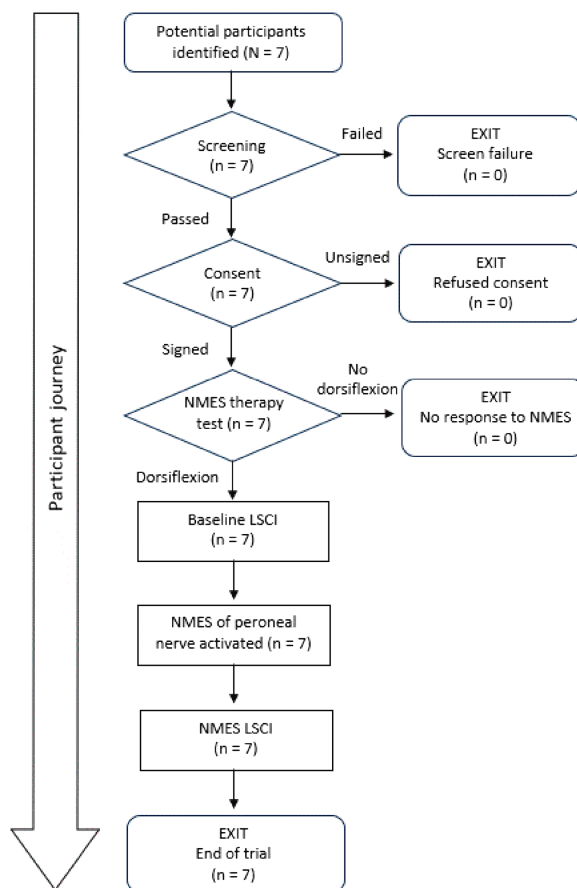 Participant journey
Potential participants
identified (N = 7)
Screening
(n = 7)
Failed
EXIT
Screen failure
(n = 0)
Passed
Consent
(n = 7)
Unsigned
EXIT
Refused consent
(n = 0)
Signed
NMES therapy
test (n = 7)
No
dorsiflexion
EXIT
No response to NMES
(n = 0)
Dorsiflexion
Baseline LSCI
(n = 7)
NMES of peroneal
nerve activated (n = 7)
NMES LSCI
(n = 7)
EXIT
End of trial
(n = 7)